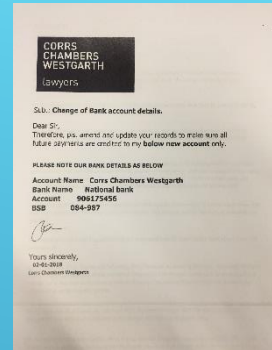 CORRS
CHAMBERS
WESTGARTH
lawyers
Sub.: Change of Bank account details.
Dear Sir,
Therefore, pls. amend and update your records to make sure all
future payments are credited to my below new account only.
PLEASE NOTE OUR BANK DETAILS AS BELOW
Account Name Corrs Chambers Westgarth
Bank Name National bank
Account 906175456
BSB 084-987
Yours sincerely,
02-01-2019
Corrs Chambers Westgarth